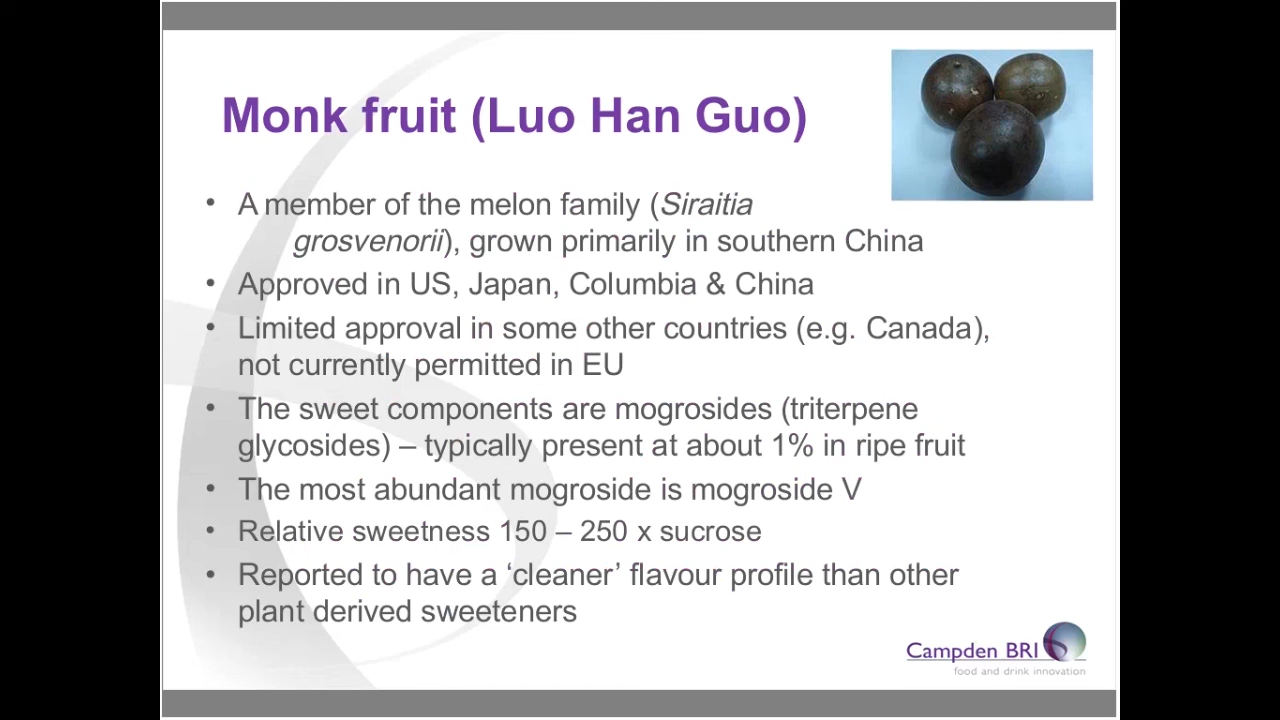 Monk fruit (Luo Han Guo)
• A member of the melon family (Siraitia
grosvenorii), grown primarily in southern China
• Approved in US, Japan, Columbia & China
• Limited approval in some other countries (e.g. Canada),
not currently permitted in EU
• The sweet components are mogrosides (triterpene
glycosides) – typically present at about 1% in ripe fruit
• The most abundant mogroside is mogroside V
• Relative sweetness 150 – 250 x sucrose
• Reported to have a ‘cleaner’ flavour profile than other
plant derived sweeteners
Campden BRI
food and drink innovation